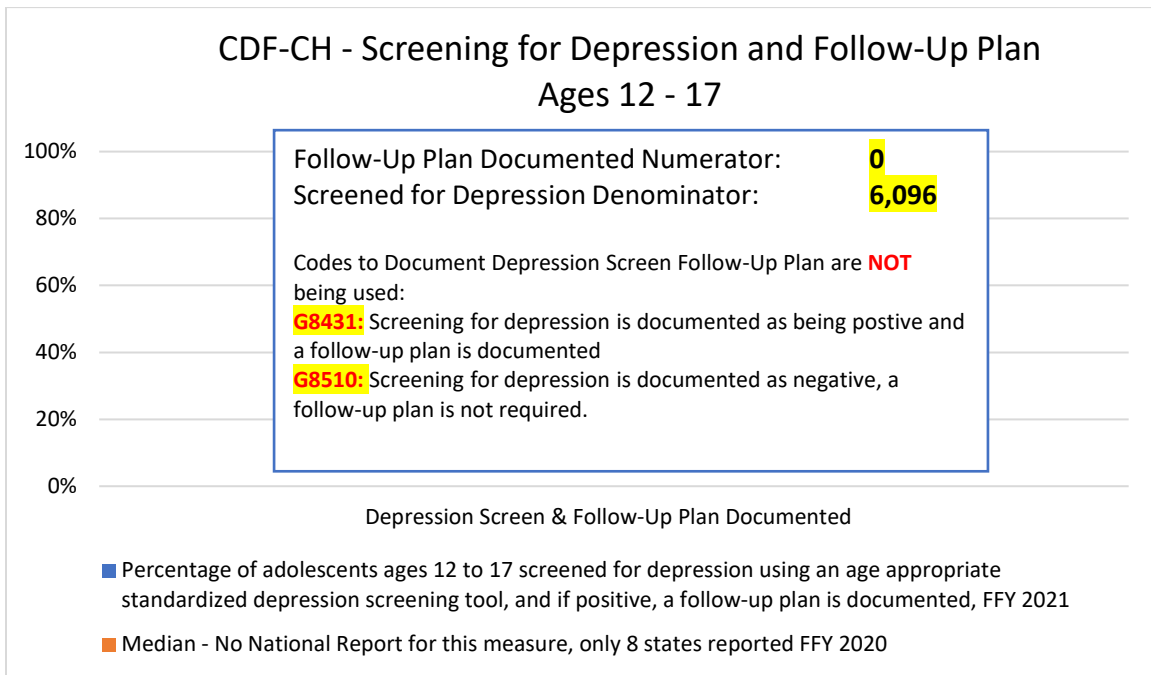 CDF-CH - Screening for Depression and Follow-Up Plan
Ages 12 - 17
100%
80%
60%
40%
20%
0%
Follow-Up Plan Documented Numerator: 0
Screened for Depression Denominator: 6,096
Codes to Document Depression Screen Follow-Up Plan are NOT
being used:
G8431: Screening for depression is documented as being postive and
a follow-up plan is documented
G8510: Screening for depression is documented as negative, a
follow-up plan is not required.
Depression Screen & Follow-Up Plan Documented
Percentage of adolescents ages 12 to 17 screened for depression using an age appropriate
standardized depression screening tool, and if positive, a follow-up plan is documented, FFY 2021
Median - No National Report for this measure, only 8 states reported FFY 2020